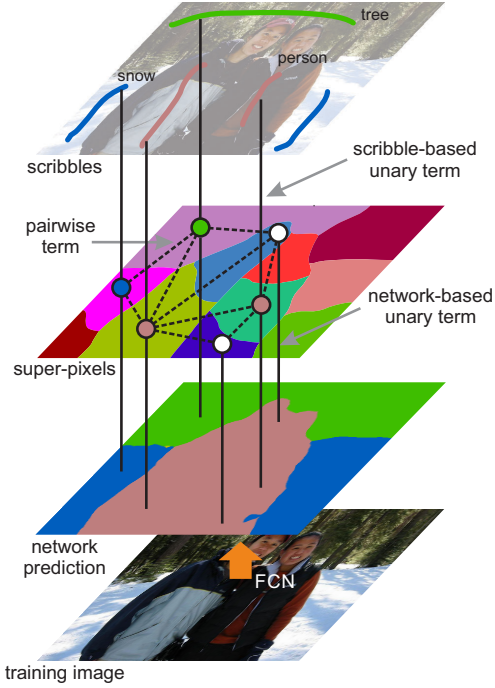 tree
snow
person
scribbles
scribble-based
unary term
pairwise
term
network-based
unary term
super-pixels
network
prediction
FCN
training image